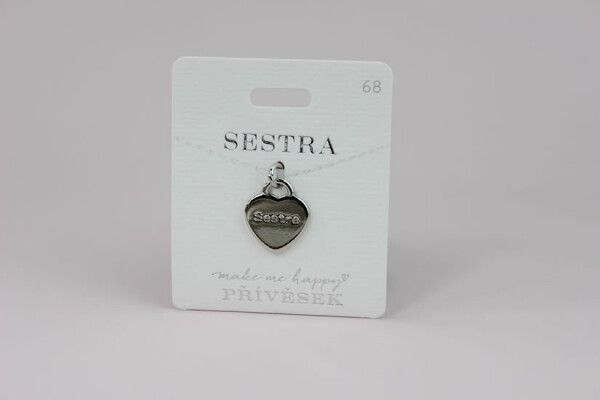 68
SESTRA
Sestra
make me happy
PŘÍVĚSEK